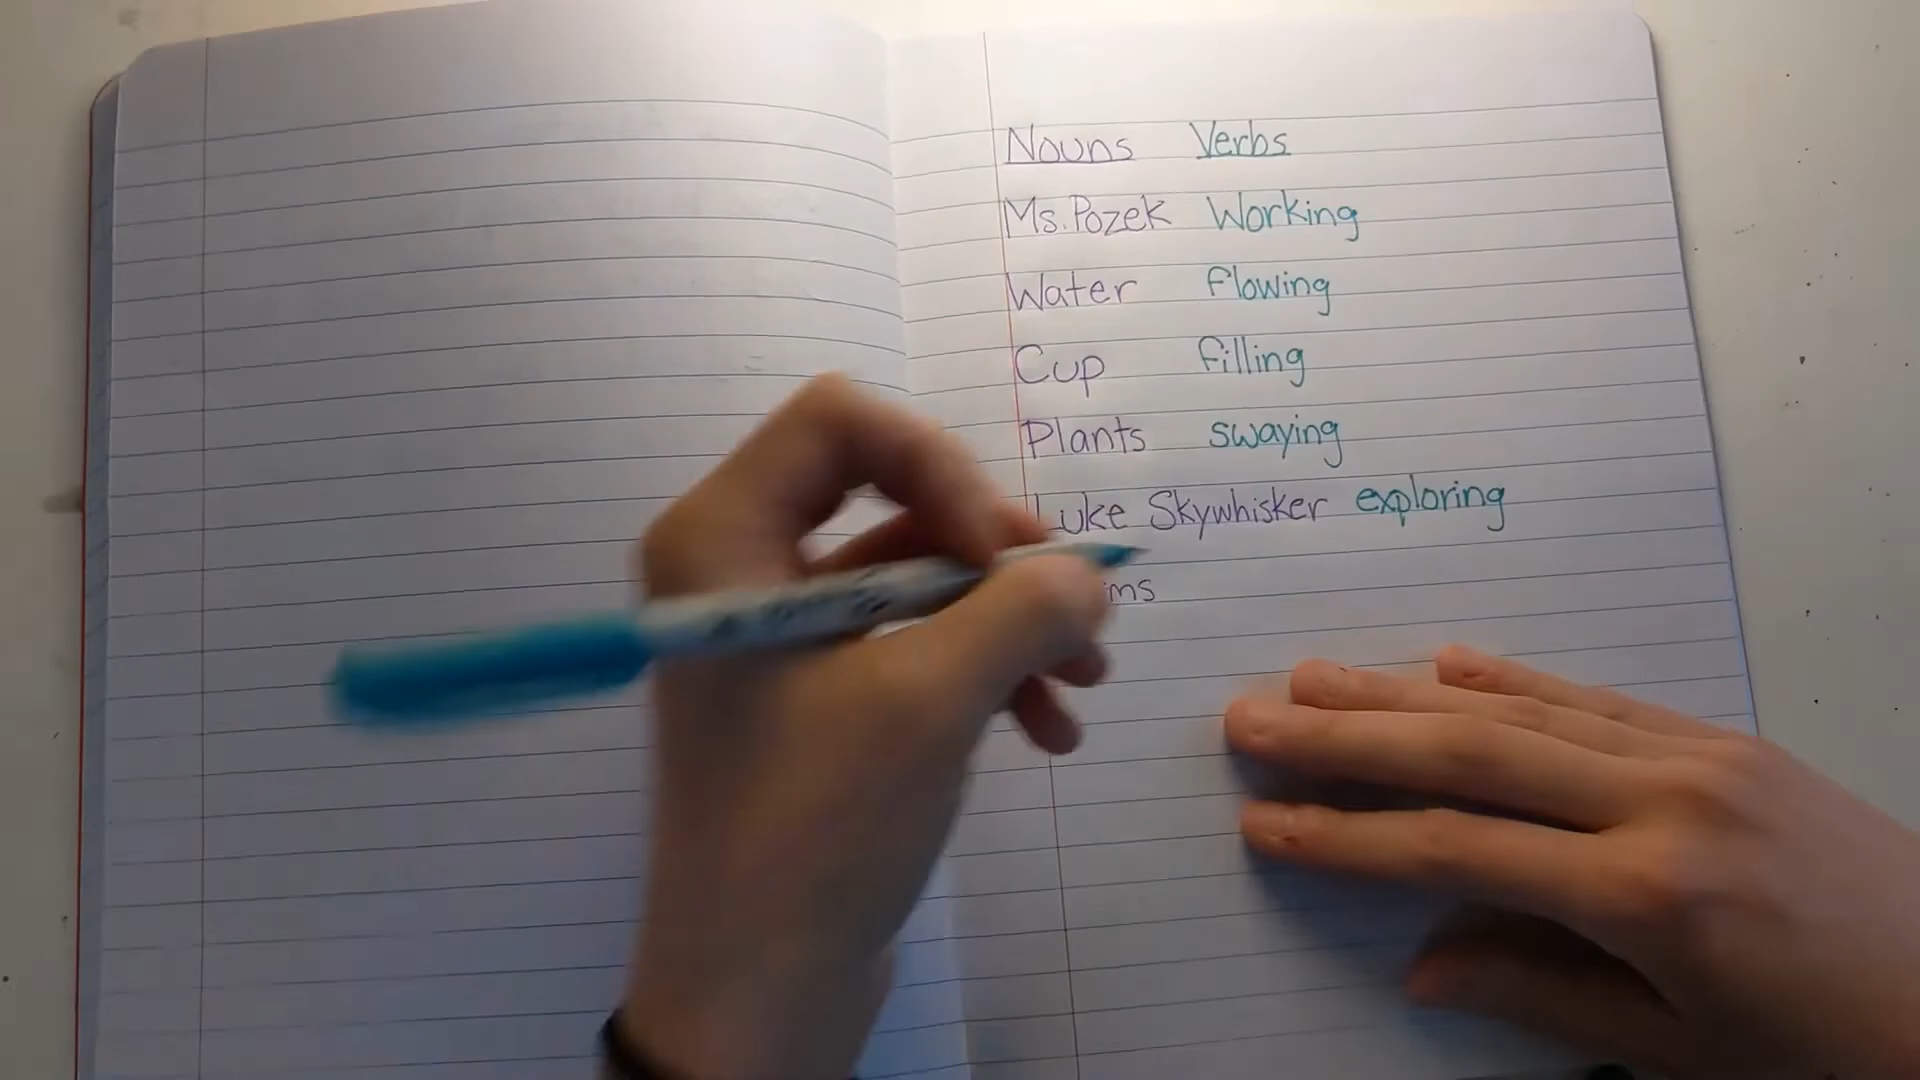 Nouns Verbs
Ms. Pozek Working
Water flowing
Cup filling
Plants swaying
Luke Skywhisker exploring